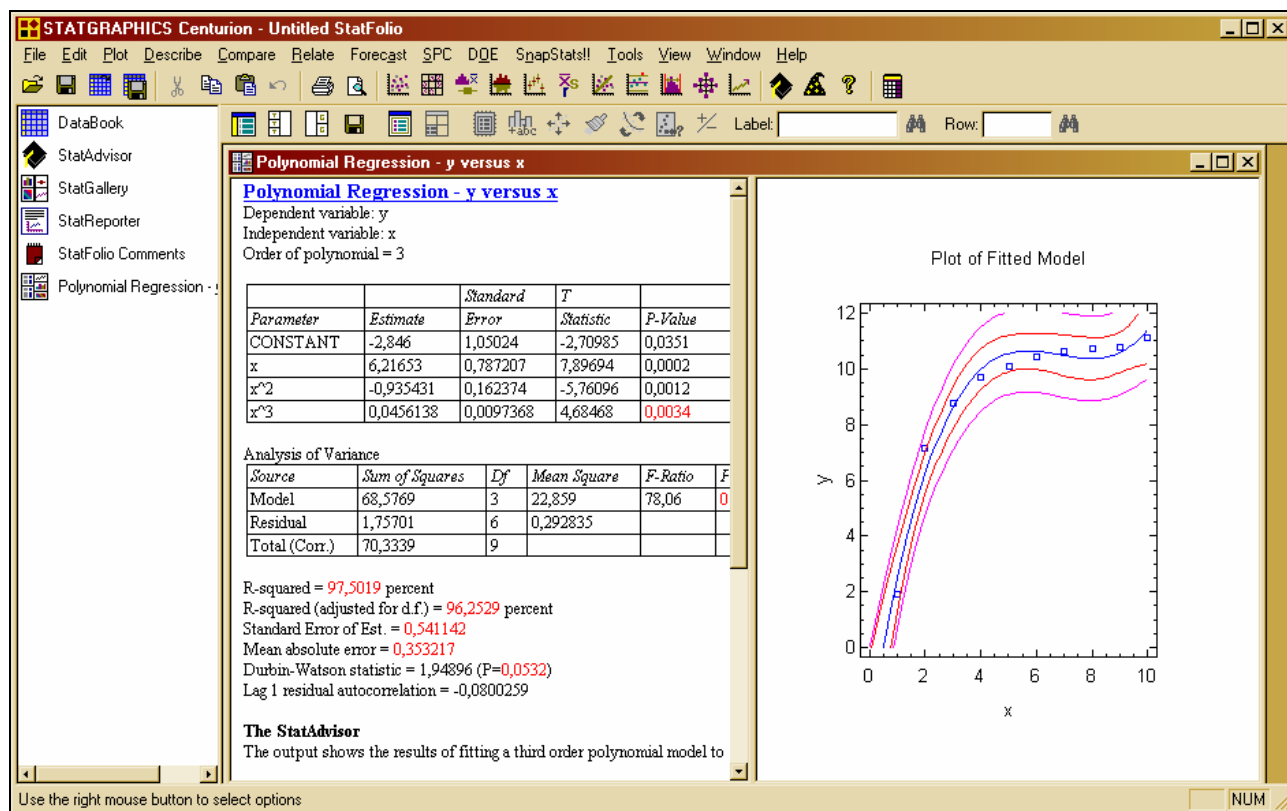 STATGRAPHICS Centurion - Untitled StatFolio
File Edit Plot Describe Compare Relate Forecast SPC DOE SnapStats!! Tools View Window Help
Label: Row:
DataBook
StatAdvisor
StatGallery
StatReporter
StatFolio Comments
Polynomial Regression - y
Polynomial Regression - y versus x
Polynomial Regression - y versus x
Dependent variable: y
Independent variable: x
Order of polynomial = 3
Standard T
Parameter Estimate Error Statistic P-Value
CONSTANT -2,846 1,05024 -2,70985 0,0351
x 6,21653 0,787207 7,89694 0,0002
x^2 -0,935431 0,162374 -5,76096 0,0012
x^3 0,0456138 0,0097368 4,68468 0,0034
Analysis of Variance
Source Sum of Squares Df Mean Square F-Ratio P
Model 68,5769 3 22,859 78,06 0
Residual 1,75701 6 0,292835
Total (Corr.) 70,3339 9
R-squared = 97,5019 percent
R-squared (adjusted for d.f.) = 96,2529 percent
Standard Error of Est. = 0,541142
Mean absolute error = 0,353217
Durbin-Watson statistic = 1,94896 (P=0,0532)
Lag 1 residual autocorrelation = -0,0800259
The StatAdvisor
The output shows the results of fitting a third order polynomial model to
Plot of Fitted Model
12
10
8
6
4
2
0
y
0 2 4 6 8 10
x
Use the right mouse button to select options
NUM